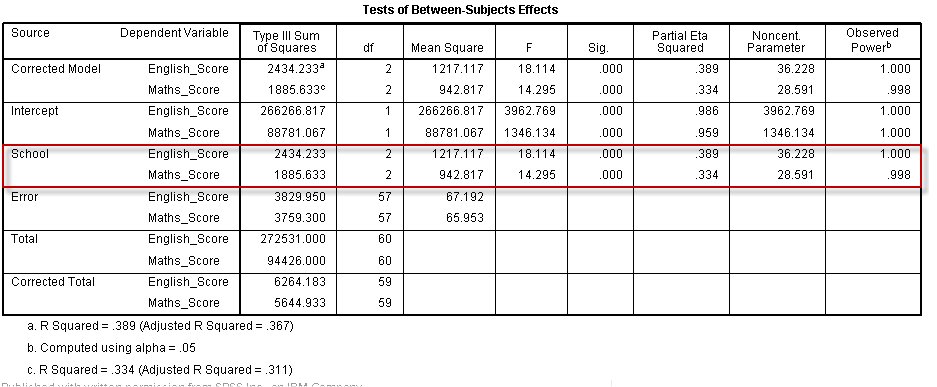 Tests of Between-Subjects Effects
Source Dependent Variable Type III Sum of Squares df Mean Square F Sig. Partial Eta Squared Noncent. Parameter Observed Powerb
Corrected Model English_Score 2434.233a 2 1217.117 18.114 .000 .389 36.228 1.000
Maths_Score 1885.633c 2 942.817 14.295 .000 .334 28.591 .998
Intercept English_Score 266266.817 1 266266.817 3962.769 .000 .986 3962.769 1.000
Maths_Score 88781.067 1 88781.067 1346.134 .000 .959 1346.134 1.000
School English_Score 2434.233 2 1217.117 18.114 .000 .389 36.228 1.000
Maths_Score 1885.633 2 942.817 14.295 .000 .334 28.591 .998
Error English_Score 3829.950 57 67.192
Maths_Score 3759.300 57 65.953
Total English_Score 272531.000 60
Maths_Score 94426.000 60
Corrected Total English_Score 6264.183 59
Maths_Score 5644.933 59
a. R Squared = .389 (Adjusted R Squared = .367)
b. Computed using alpha = .05
c. R Squared = .334 (Adjusted R Squared = .311)
Published with written permission from SPSS Inc, an IBM Company